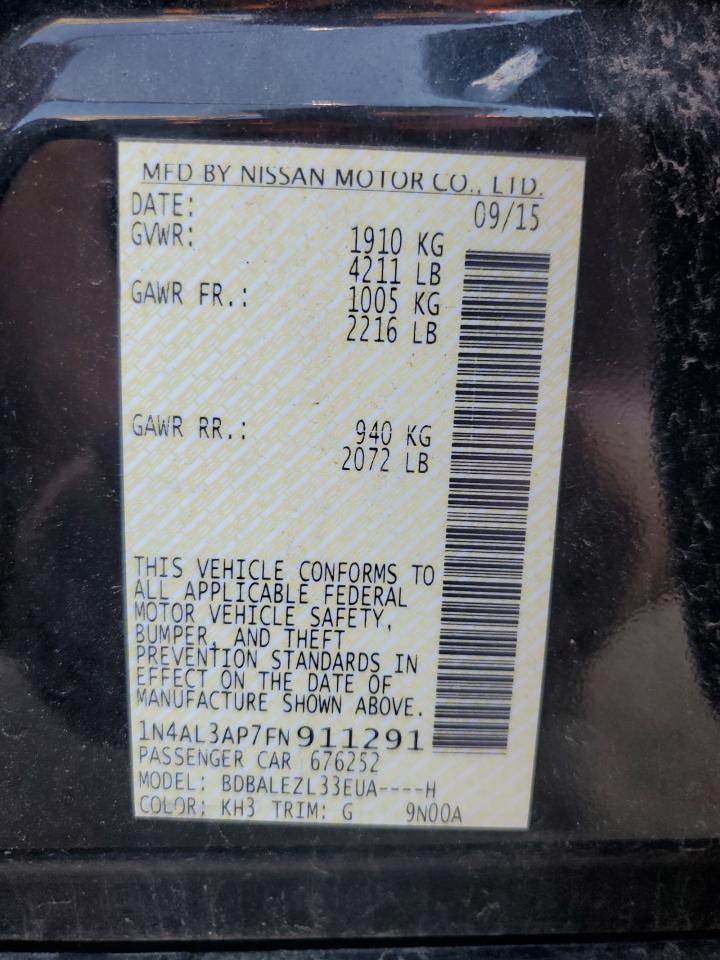 MFD BY NISSAN MOTOR CO., LTD.
DATE: 09/15
GVWR: 1910 KG
4211 LB
GAWR FR.: 1005 KG
2216 LB
GAWR RR.: 940 KG
2072 LB
THIS VEHICLE CONFORMS TO
ALL APPLICABLE FEDERAL
MOTOR VEHICLE SAFETY,
BUMPER, AND THEFT
PREVENTION STANDARDS IN
EFFECT ON THE DATE OF
MANUFACTURE SHOWN ABOVE.
1N4AL3AP7FN911291
PASSENGER CAR 676252
MODEL: BDBALEZL33EUA----H
COLOR: KH3 TRIM: G 9N00A